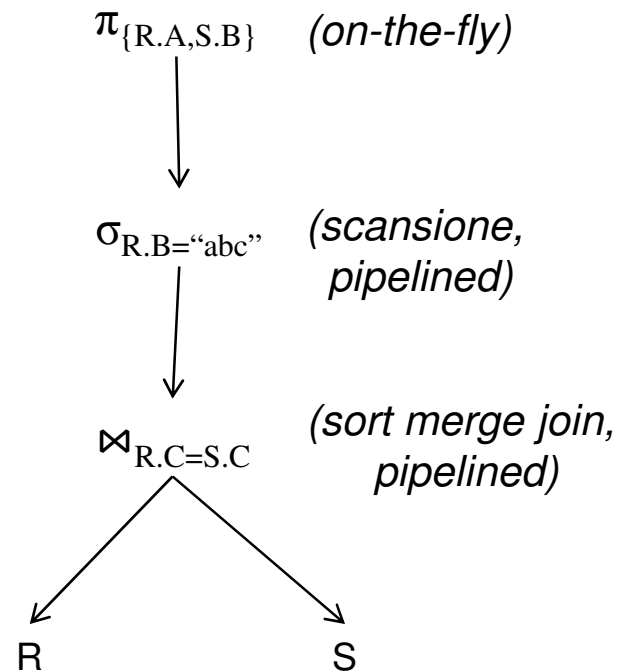 π{R.A,S.B} (on-the-fly)
σR.B=“abc” (scansione,
pipelined)
⋈R.C=S.C (sort merge join,
pipelined)
R S